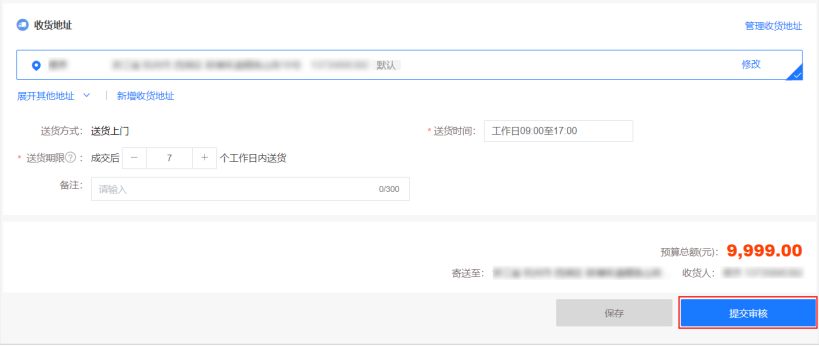 收货地址 管理收货地址
默认 修改
展开其他地址 新增收货地址
送货方式： 送货上门 * 送货时间： 工作日09:00至17:00
* 送货期限? ： 成交后 − 7 + 个工作日内送货
备注： 请输入 0/300
预算总额(元)： 9,999.00
寄送至： 收货人：
保存 提交审核